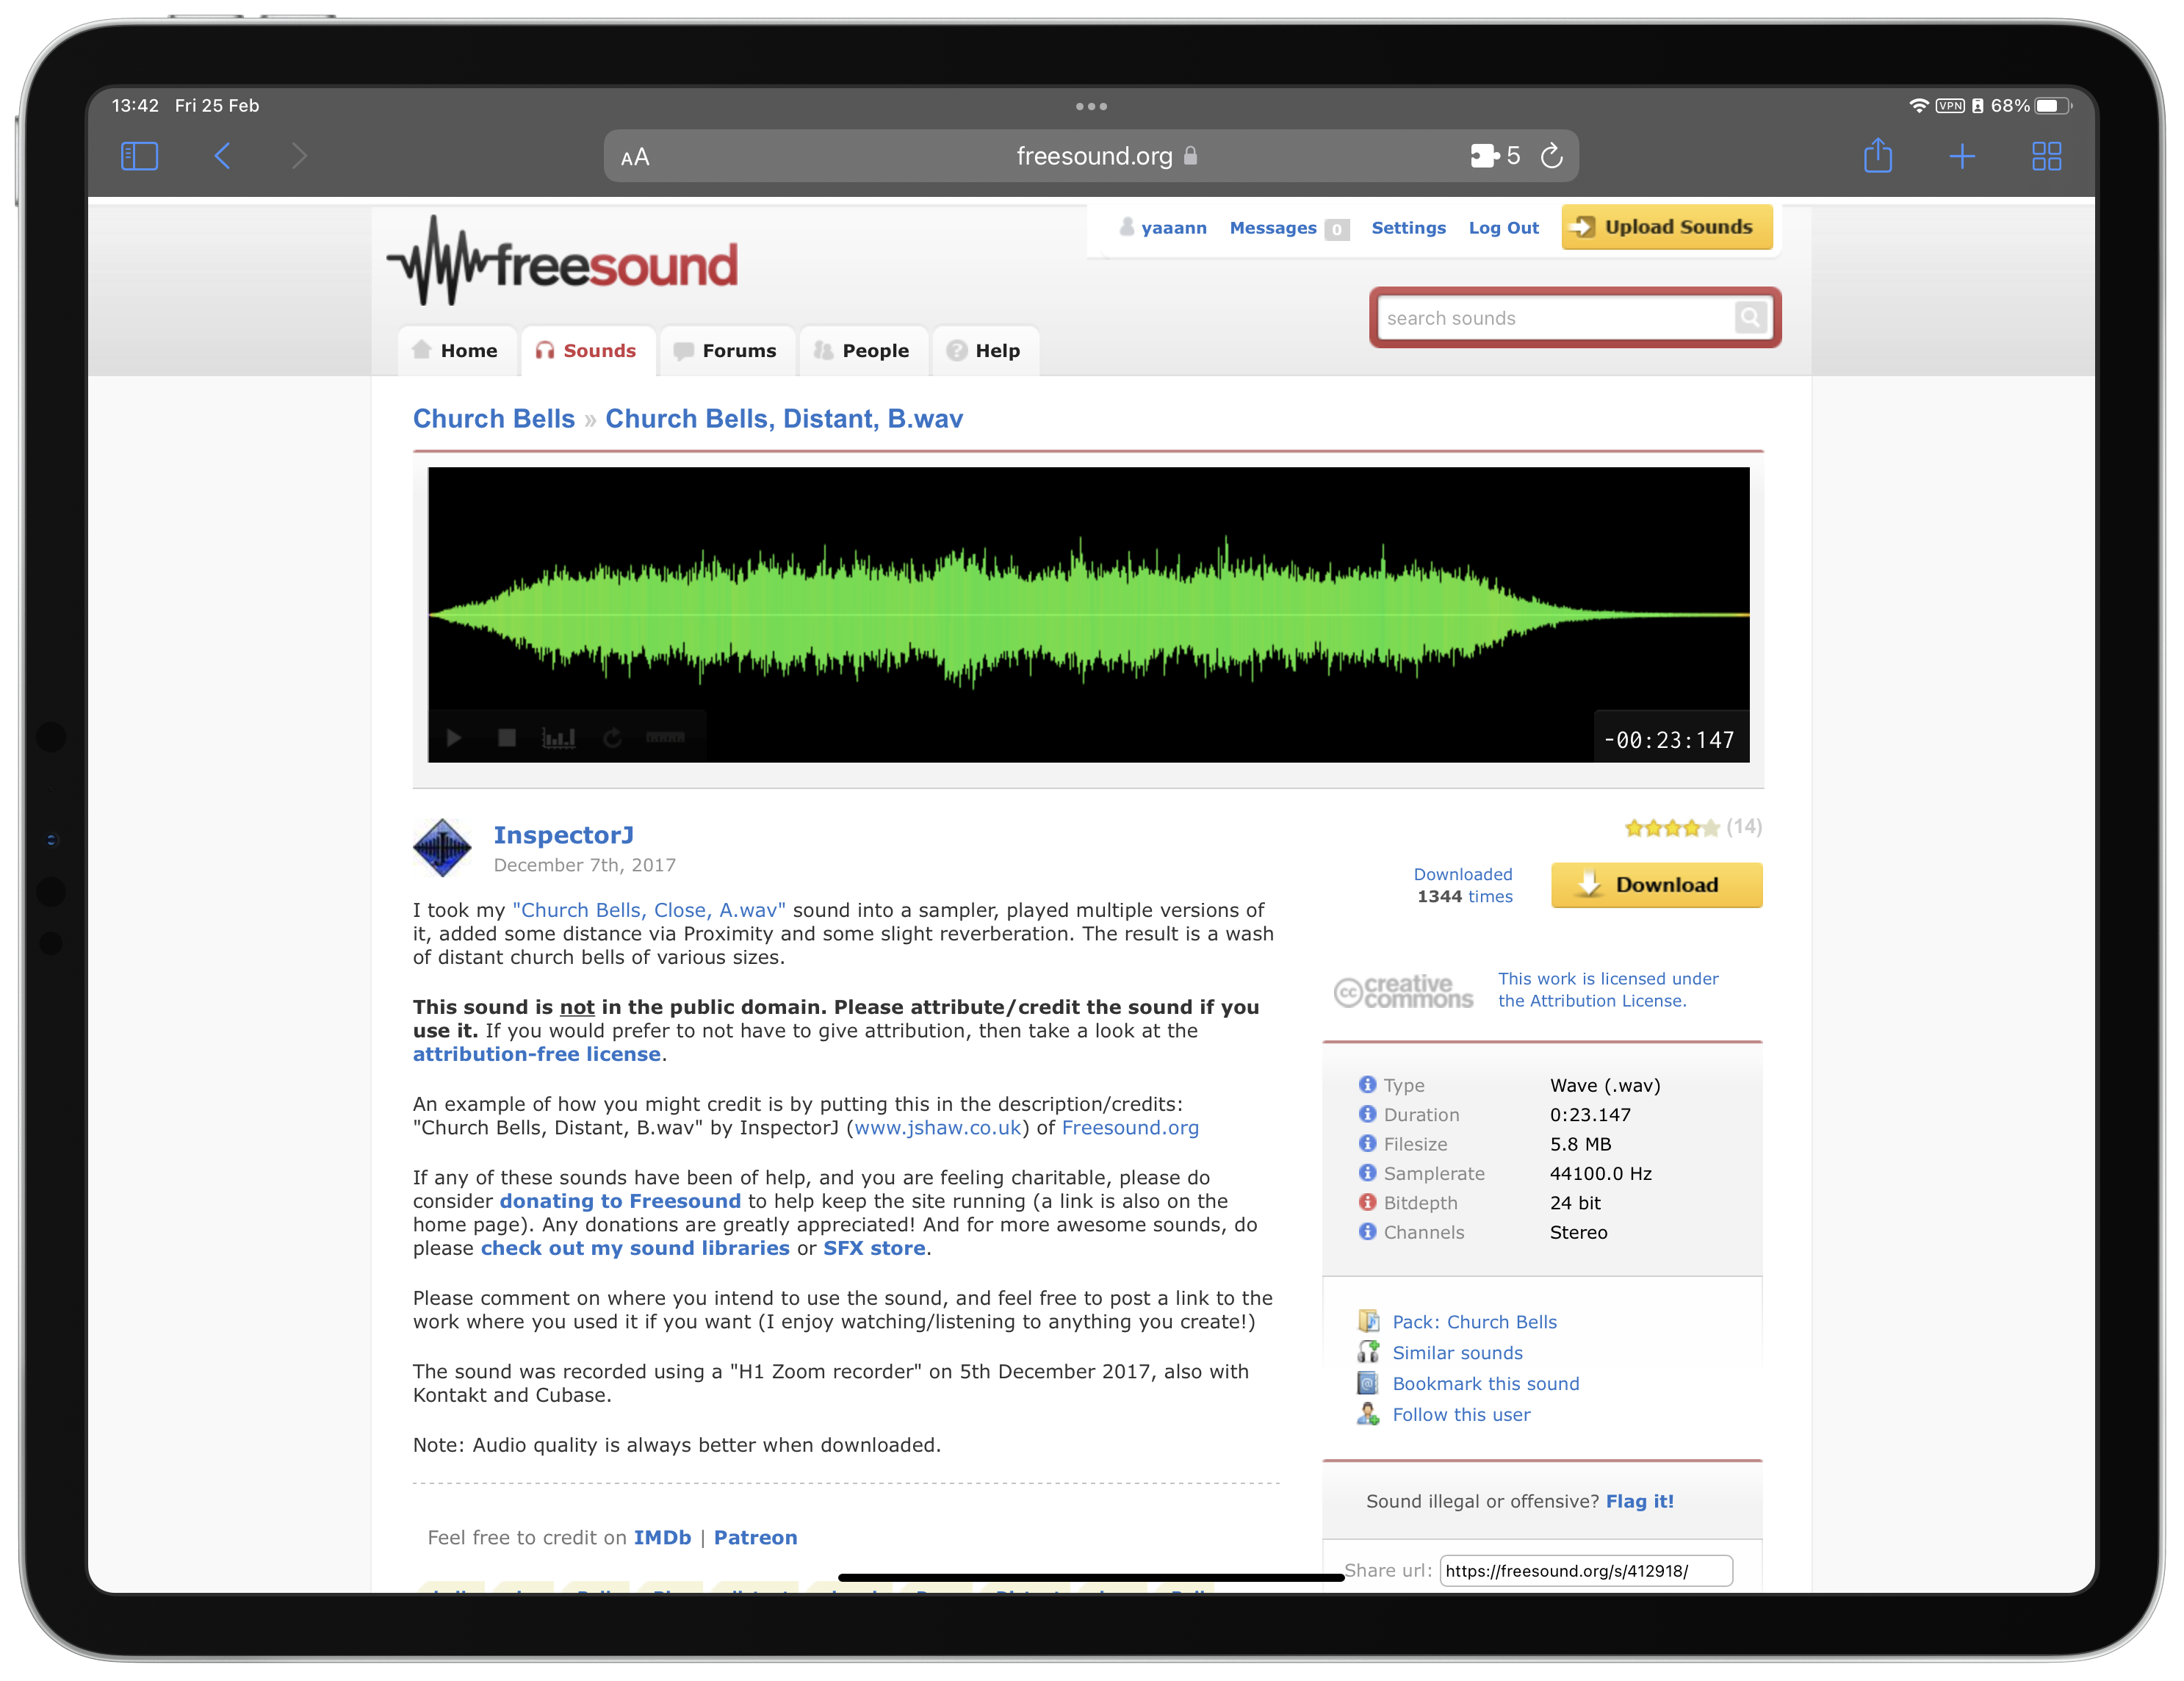 13:42 Fri 25 Feb
VPN 68%
AA freesound.org 5
yaaann Messages 0 Settings Log Out Upload Sounds
freesound
search sounds
Home Sounds Forums People Help
Church Bells » Church Bells, Distant, B.wav
-00:23:147
InspectorJ
December 7th, 2017
(14)
Downloaded
1344 times
Download
I took my "Church Bells, Close, A.wav" sound into a sampler, played multiple versions of
it, added some distance via Proximity and some slight reverberation. The result is a wash
of distant church bells of various sizes.
This sound is not in the public domain. Please attribute/credit the sound if you
use it. If you would prefer to not have to give attribution, then take a look at the
attribution-free license.
An example of how you might credit is by putting this in the description/credits:
"Church Bells, Distant, B.wav" by InspectorJ (www.jshaw.co.uk) of Freesound.org
If any of these sounds have been of help, and you are feeling charitable, please do
consider donating to Freesound to help keep the site running (a link is also on the
home page). Any donations are greatly appreciated! And for more awesome sounds, do
please check out my sound libraries or SFX store.
Please comment on where you intend to use the sound, and feel free to post a link to the
work where you used it if you want (I enjoy watching/listening to anything you create!)
The sound was recorded using a "H1 Zoom recorder" on 5th December 2017, also with
Kontakt and Cubase.
Note: Audio quality is always better when downloaded.
Feel free to credit on IMDb | Patreon
cc creative
commons
This work is licensed under
the Attribution License.
Type Wave (.wav)
Duration 0:23.147
Filesize 5.8 MB
Samplerate 44100.0 Hz
Bitdepth 24 bit
Channels Stereo
Pack: Church Bells
Similar sounds
Bookmark this sound
Follow this user
Sound illegal or offensive? Flag it!
Share url: https://freesound.org/s/412918/